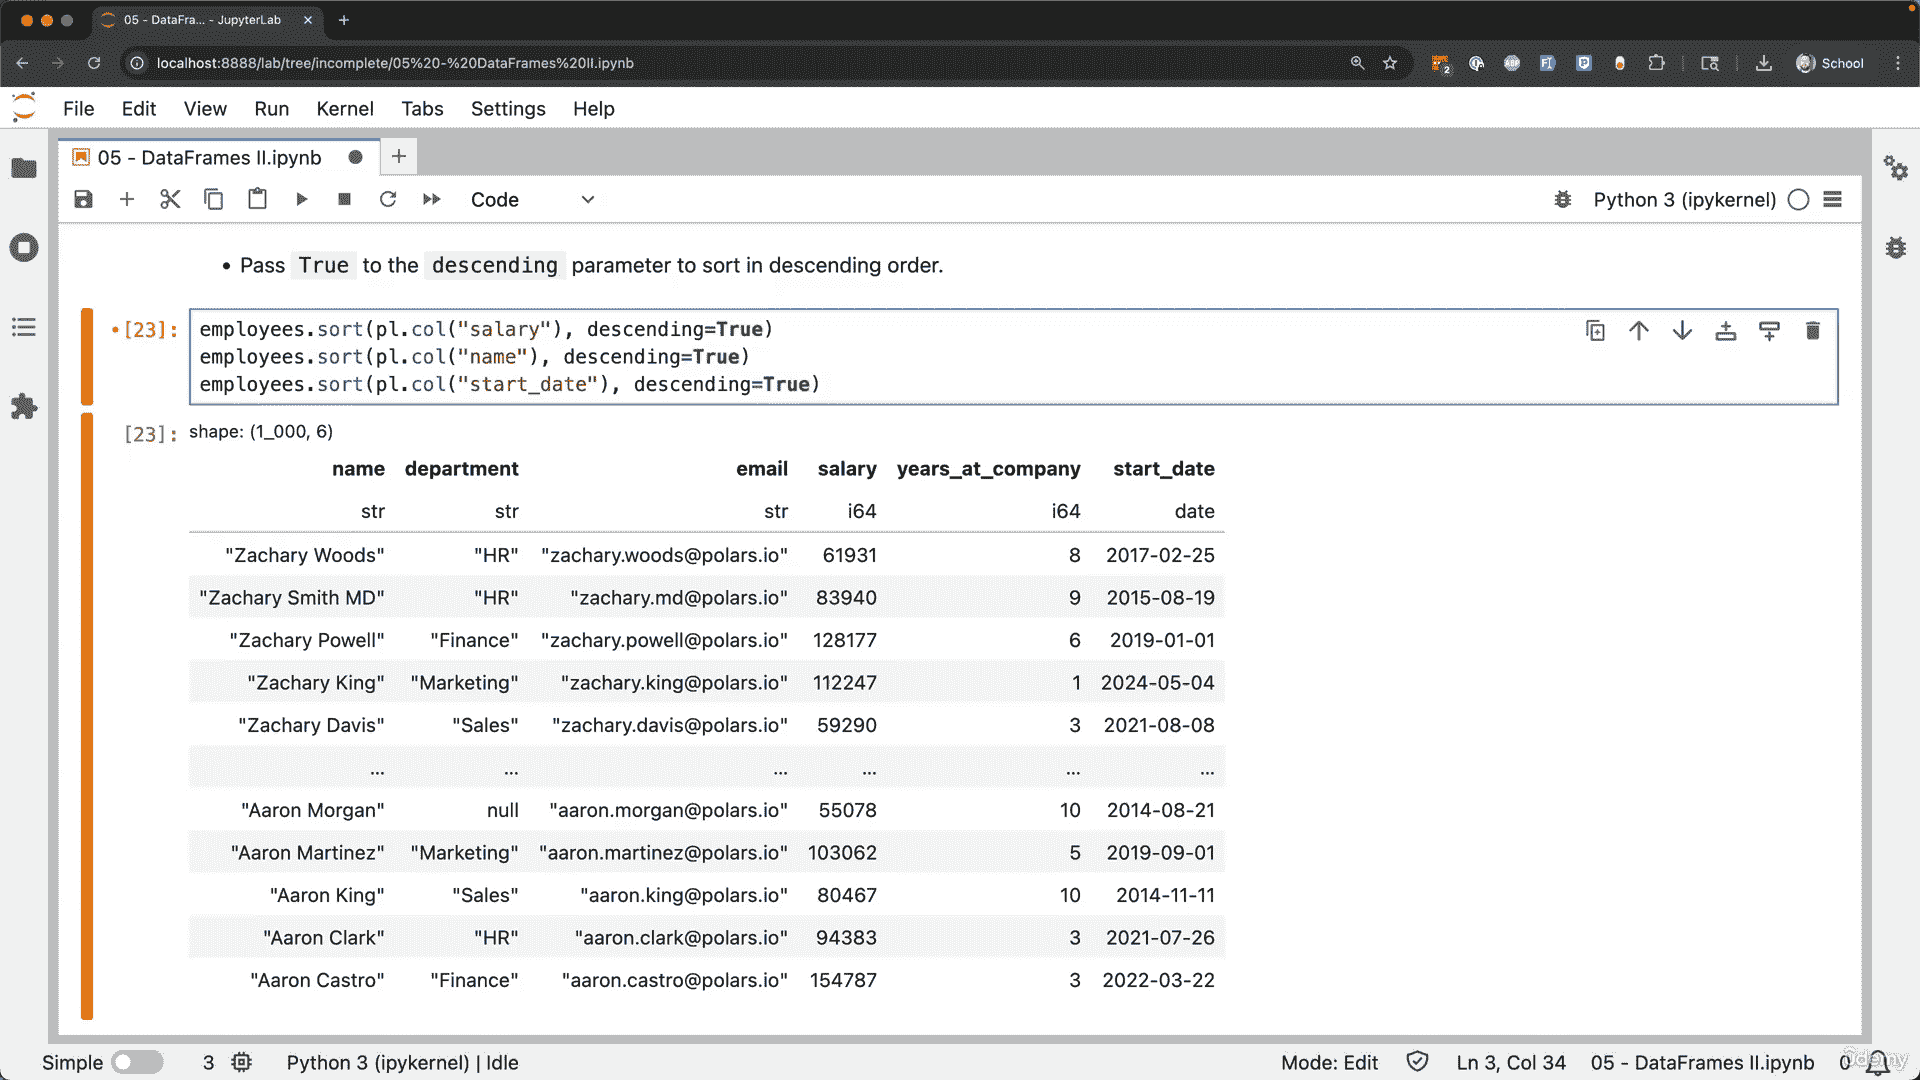 05 - DataFra... - JupyterLab
localhost:8888/lab/tree/incomplete/05%20-%20DataFrames%20II.ipynb
2
ABP
School
File Edit View Run Kernel Tabs Settings Help
05 - DataFrames II.ipynb
Code
Python 3 (ipykernel)
• Pass True to the descending parameter to sort in descending order.
•[23]:
employees.sort(pl.col("salary"), descending=True)
employees.sort(pl.col("name"), descending=True)
employees.sort(pl.col("start_date"), descending=True)
[23]: shape: (1_000, 6)
name department email salary years_at_company start_date
str str str i64 i64 date
"Zachary Woods" "HR" "zachary.woods@polars.io" 61931 8 2017-02-25
"Zachary Smith MD" "HR" "zachary.md@polars.io" 83940 9 2015-08-19
"Zachary Powell" "Finance" "zachary.powell@polars.io" 128177 6 2019-01-01
"Zachary King" "Marketing" "zachary.king@polars.io" 112247 1 2024-05-04
"Zachary Davis" "Sales" "zachary.davis@polars.io" 59290 3 2021-08-08
… … … … … …
"Aaron Morgan" null "aaron.morgan@polars.io" 55078 10 2014-08-21
"Aaron Martinez" "Marketing" "aaron.martinez@polars.io" 103062 5 2019-09-01
"Aaron King" "Sales" "aaron.king@polars.io" 80467 10 2014-11-11
"Aaron Clark" "HR" "aaron.clark@polars.io" 94383 3 2021-07-26
"Aaron Castro" "Finance" "aaron.castro@polars.io" 154787 3 2022-03-22
Simple 3 Python 3 (ipykernel) | Idle Mode: Edit Ln 3, Col 34 05 - DataFrames II.ipynb 0
udemy